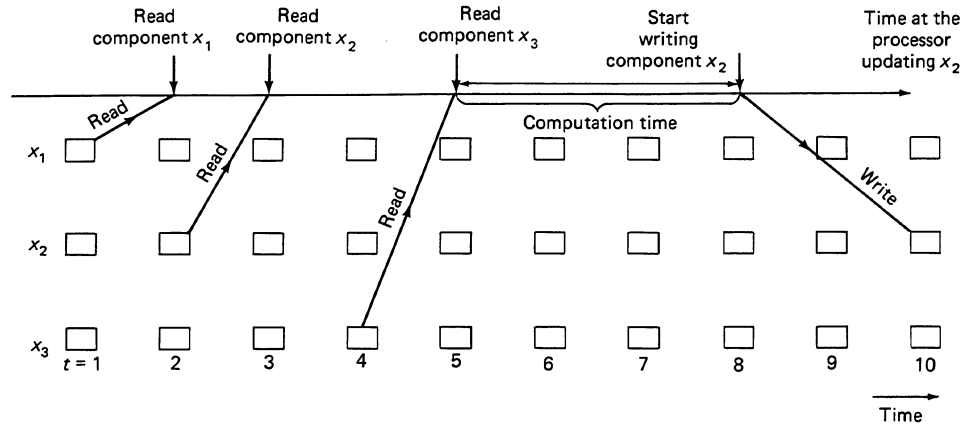 Read
component x1
Read
component x2
Read
component x3
Start
writing
component x2
Time at the
processor
updating x2
Read
Read
Read
Computation time
Write
x1
x2
x3
t = 1 2 3 4 5 6 7 8 9 10
Time